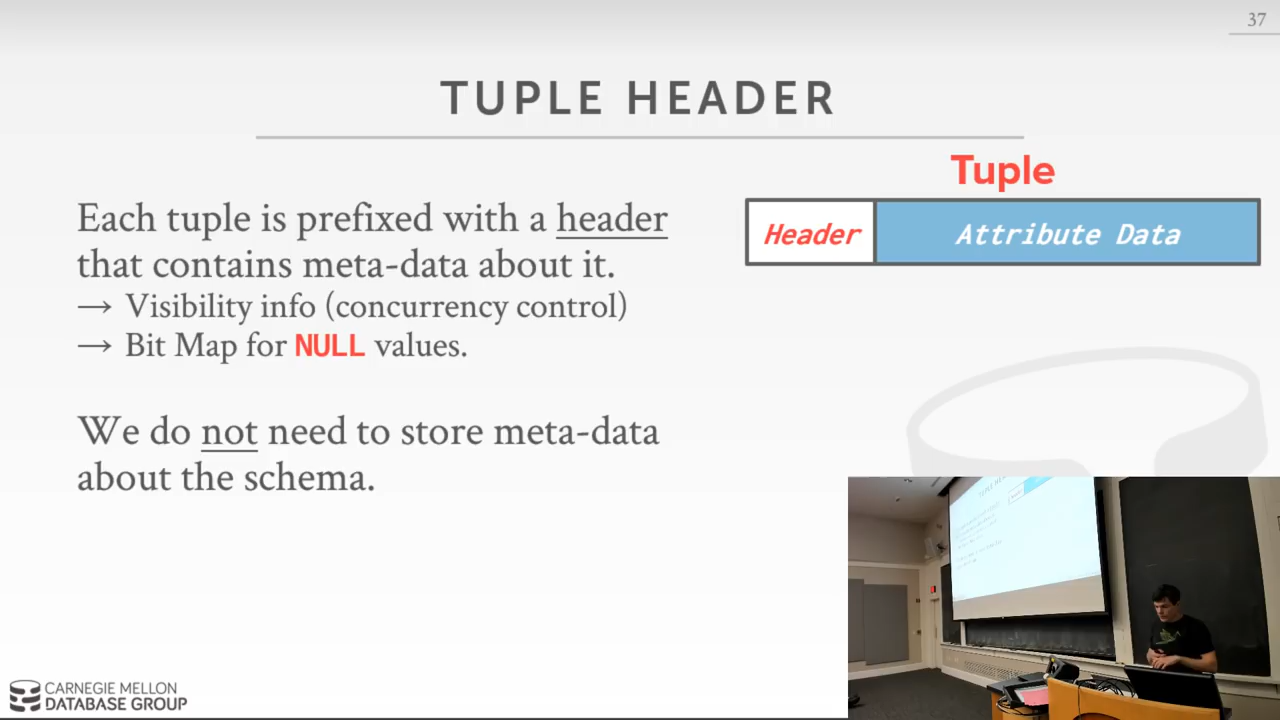 37
TUPLE HEADER
Each tuple is prefixed with a header
that contains meta-data about it.
→ Visibility info (concurrency control)
→ Bit Map for NULL values.
We do not need to store meta-data
about the schema.
Tuple
Header Attribute Data
CARNEGIE MELLON
DATABASE GROUP